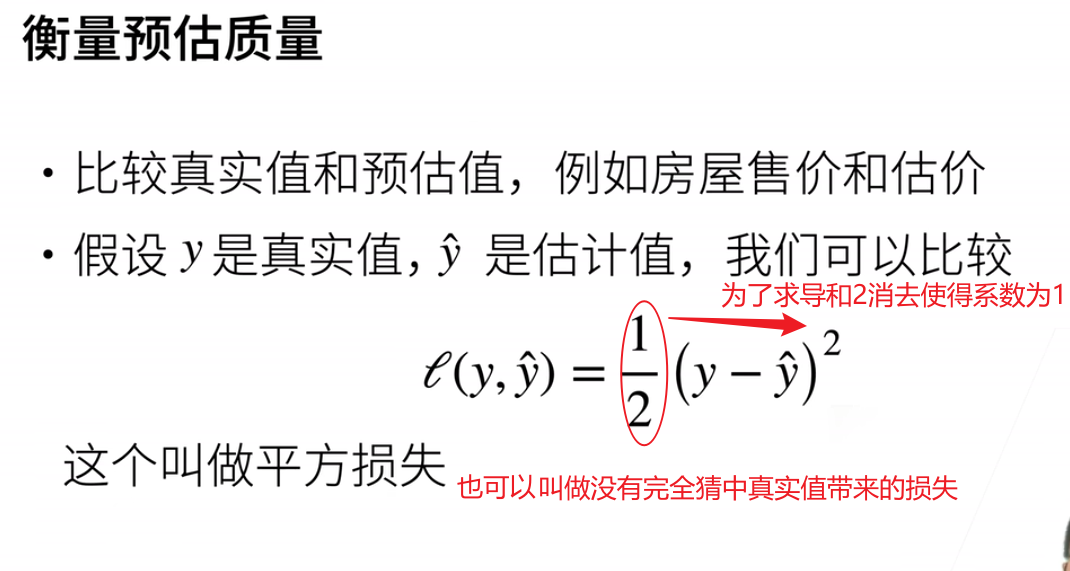 衡量预估质量
• 比较真实值和预估值，例如房屋售价和估价
• 假设 y 是真实值，ŷ 是估计值，我们可以比较
为了求导和2消去使得系数为1
ℓ(y, ŷ) = 1/2 (y − ŷ)²
这个叫做平方损失
也可以叫做没有完全猜中真实值带来的损失